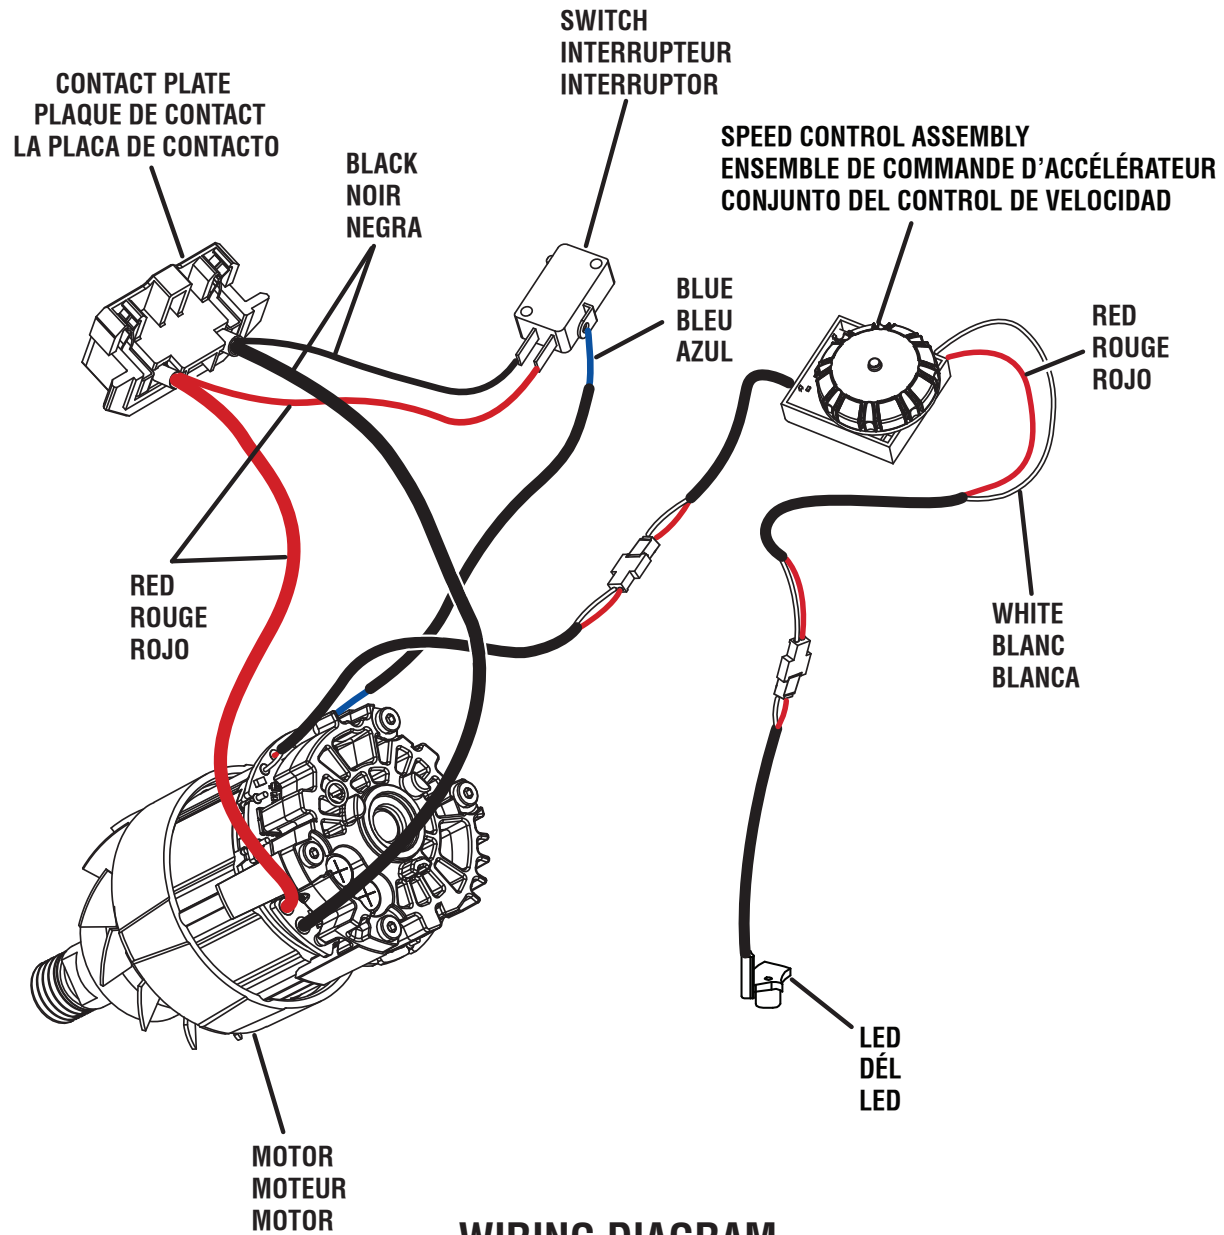 SWITCH
INTERRUPTEUR
INTERRUPTOR
CONTACT PLATE
PLAQUE DE CONTACT
LA PLACA DE CONTACTO
BLACK
NOIR
NEGRA
SPEED CONTROL ASSEMBLY
ENSEMBLE DE COMMANDE D’ACCÉLÉRATEUR
CONJUNTO DEL CONTROL DE VELOCIDAD
BLUE
BLEU
AZUL
RED
ROUGE
ROJO
RED
ROUGE
ROJO
WHITE
BLANC
BLANCA
LED
DÉL
LED
MOTOR
MOTEUR
MOTOR
WIRING DIAGRAM